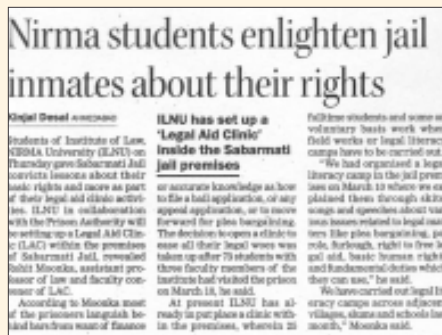 Nirma students enlighten jail
inmates about their rights
Kinjal Desai AHMEDABAD
Students of Institute of Law,
NIRMA University (ILNU) on
Thursday gave Sabarmati Jail
convicts lessons about their
basic rights and more as part
of their legal aid clinic activi-
ties. ILNU in collaboration
with the Prison Authority will
be setting up a Legal Aid Clin-
ic (LAC) within the premises
of Sabarmati Jail, revealed
Moonka, assistant pro-
fessor of law and faculty con-
venor of LAC.
According to Moonka most
of the prisoners languish be-
hind bars from want of finance
ILNU has set up a
'Legal Aid Clinic'
inside the Sabarmati
jail premises
or accurate knowledge as how
to file a bail application, or any
appeal application, or to move
forward for plea bargaining.
The decision to open a clinic to
ease all their legal woes was
taken up after 75 students with
three faculty members of the
institute had visited the prison
on March 18, he said.
At present ILNU has al-
ready in put place a clinic with-
in the premises, wherein
fulltime students and some on
voluntary basis work where
field works or legal literacy
camps have to be carried out.
"We had organised a legal
literacy camp in the jail prem-
ises on March 18 where we ex-
plained them through skits,
songs and speeches about
ious issues related to legal mat-
ters like plea bargaining, pa-
role, furlough, right to free le-
gal aid, basic human rights
and fundamental duties which
they can use," he said.
We have carried out legal lit-
eracy camps across adjacent
villages, slums and schools in
month," Moonka said.